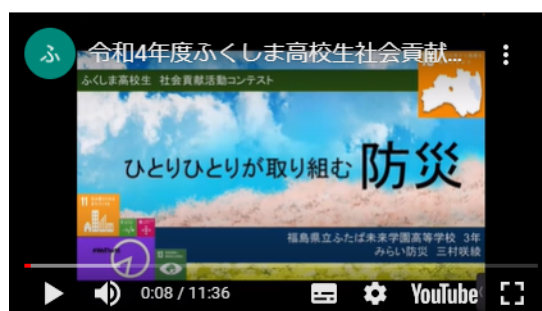 ふ 令和4年度ふくしま高校生社会貢献...
ふくしま高校生 社会貢献活動コンテスト
ひとりひとりが取り組む 防災
11
福島県立ふたば未来学園高等学校 3年
みらい防災 三村咲綾
0:08 / 11:36 YouTube